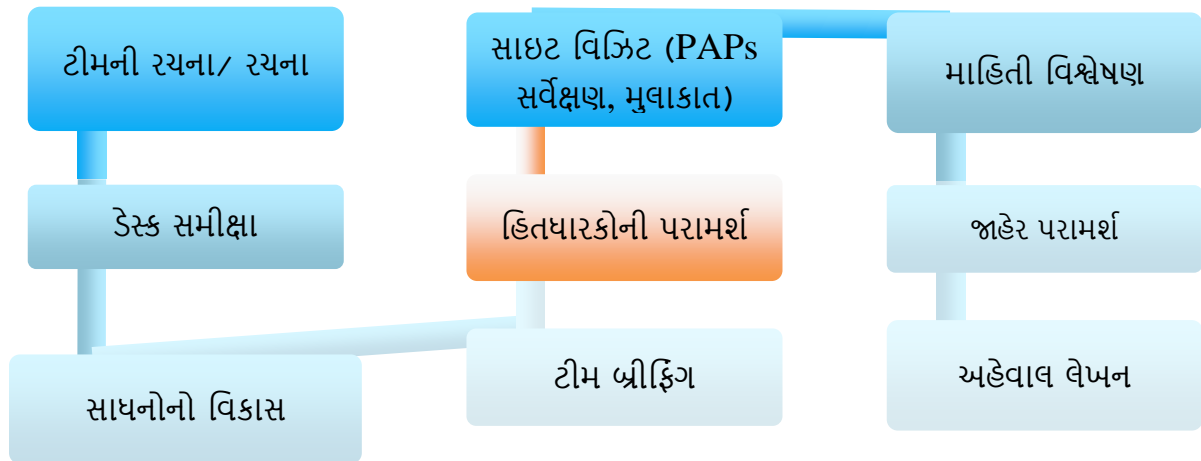 ટીમની રચના/ રચના
ડેસ્ક સમીક્ષા
સાધનોનો વિકાસ
સાઇટ વિઝિટ (PAPs
સર્વેક્ષણ, મુલાકાત)
હિતધારકોની પરામર્શ
ટીમ બ્રીફિંગ
માહિતી વિશ્લેષણ
જાહેર પરામર્શ
અહેવાલ લેખન